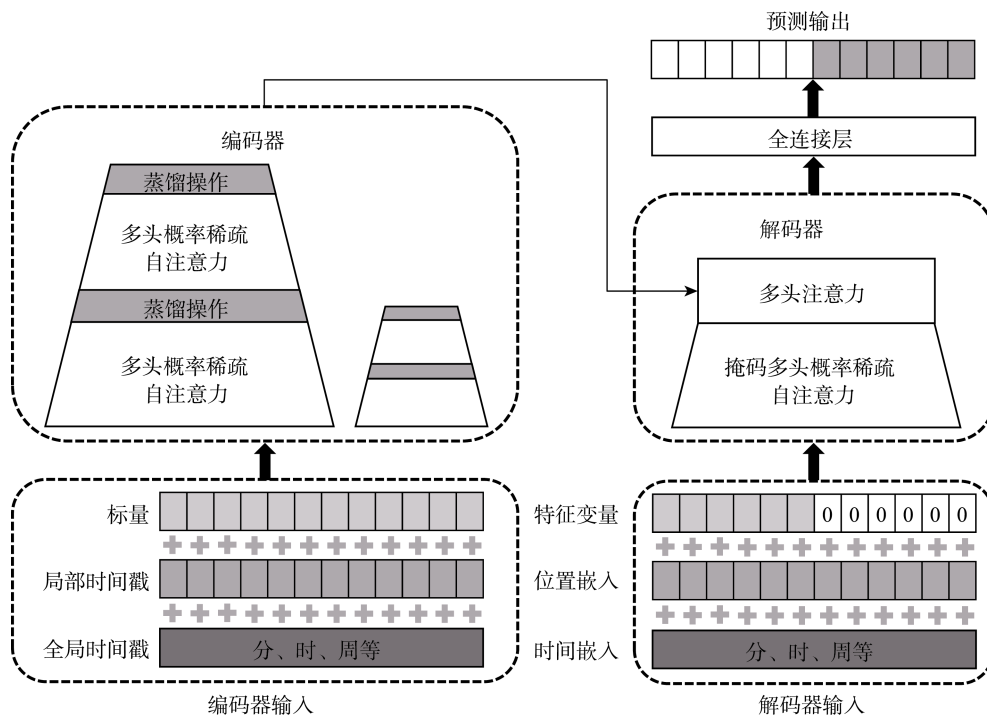 预测输出
全连接层
编码器
蒸馏操作
多头概率稀疏
自注意力
蒸馏操作
多头概率稀疏
自注意力
解码器
多头注意力
掩码多头概率稀疏
自注意力
标量
局部时间戳
全局时间戳
分、时、周等
编码器输入
特征变量
0 0 0 0 0 0
位置嵌入
时间嵌入
分、时、周等
解码器输入